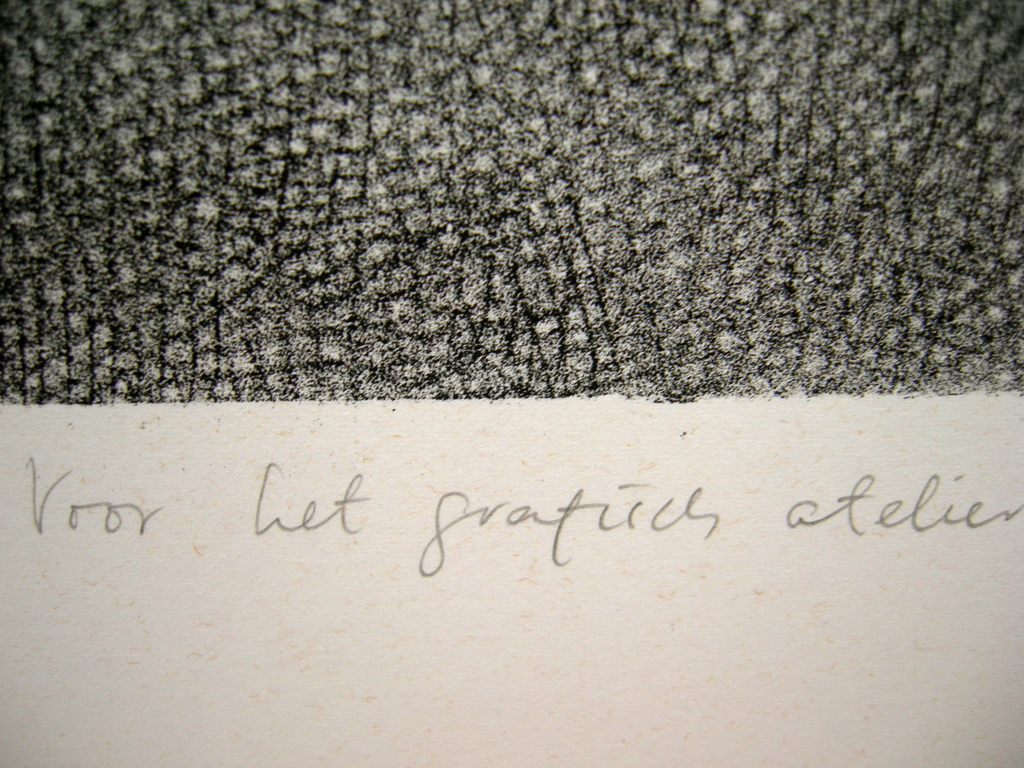 Voor het grafisch atelier